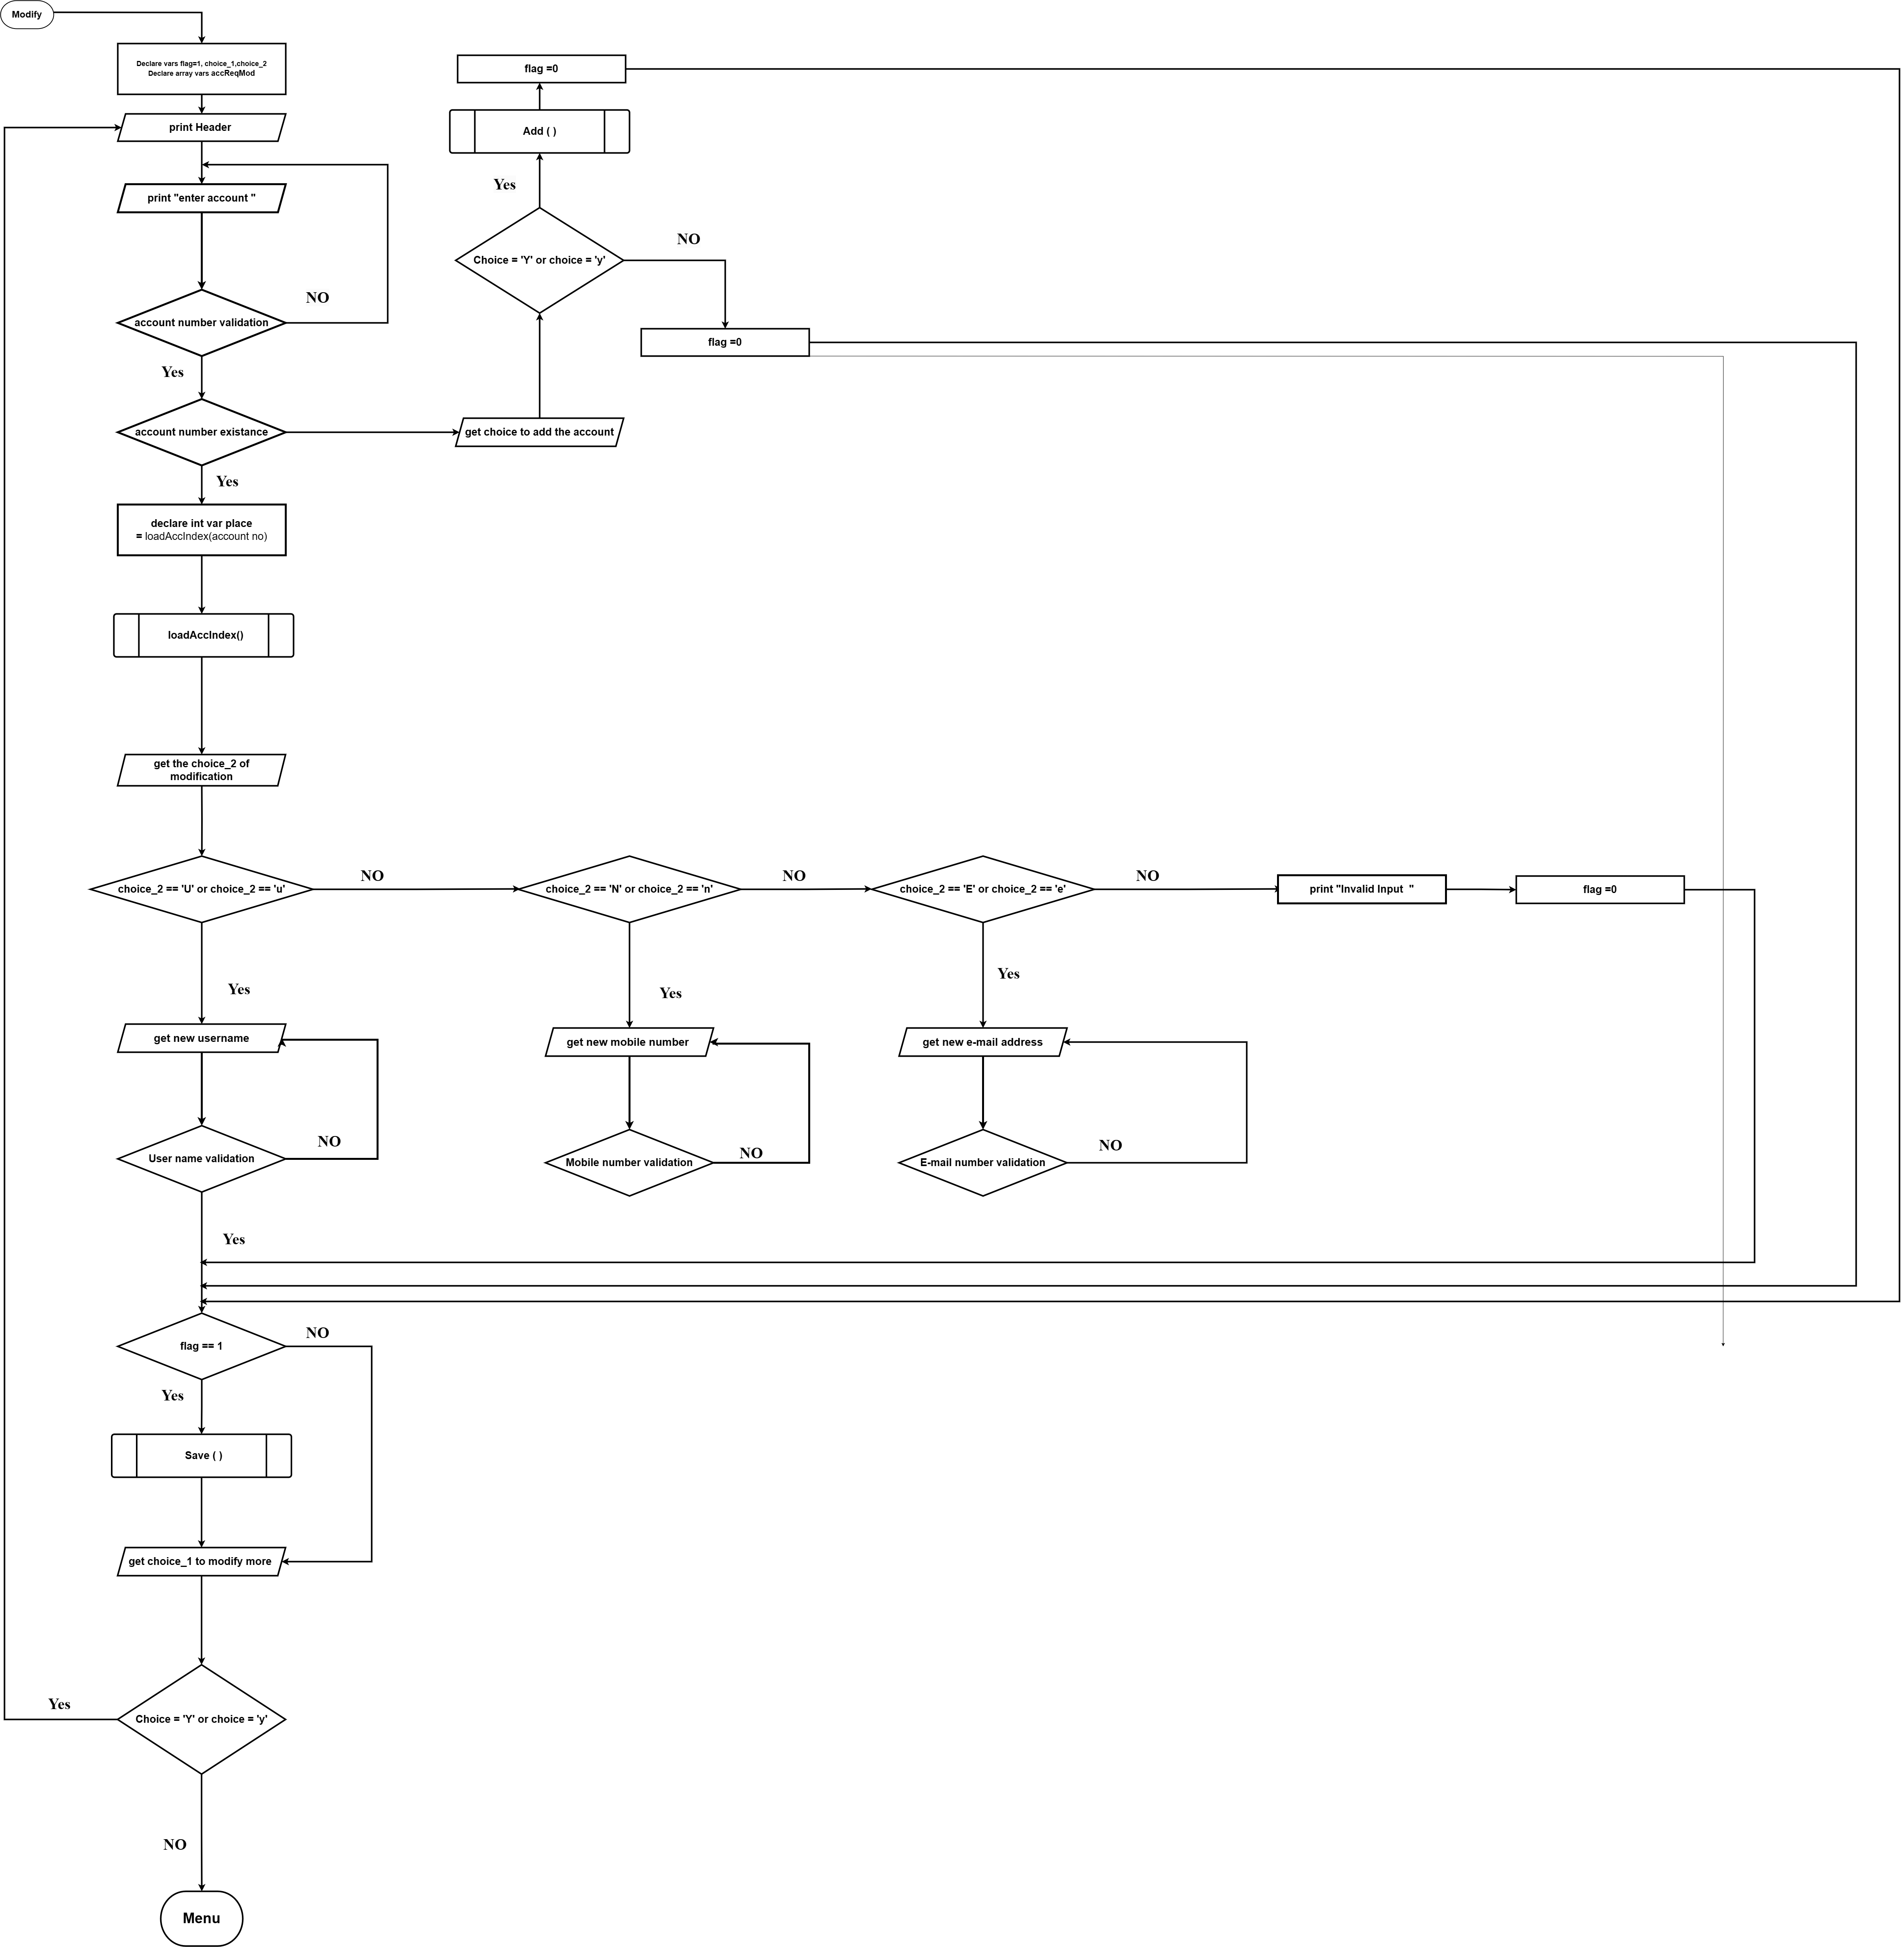 Modify
Declare vars flag=1, choice_1,choice_2
Declare array vars accReqMod
print Header
print "enter account "
account number validation
NO
Yes
account number existance
Yes
get choice to add the account
Choice = 'Y' or choice = 'y'
Yes
Add ( )
flag =0
NO
flag =0
declare int var place
= loadAccIndex(account no)
loadAccIndex()
get the choice_2 of
modification
choice_2 == 'U' or choice_2 == 'u'
NO
choice_2 == 'N' or choice_2 == 'n'
NO
choice_2 == 'E' or choice_2 == 'e'
NO
print "Invalid Input  "
flag =0
Yes
Yes
Yes
get new username
get new mobile number
get new e-mail address
User name validation
NO
Mobile number validation
NO
E-mail number validation
NO
Yes
flag == 1
NO
Yes
Save ( )
get choice_1 to modify more
Choice = 'Y' or choice = 'y'
Yes
NO
Menu